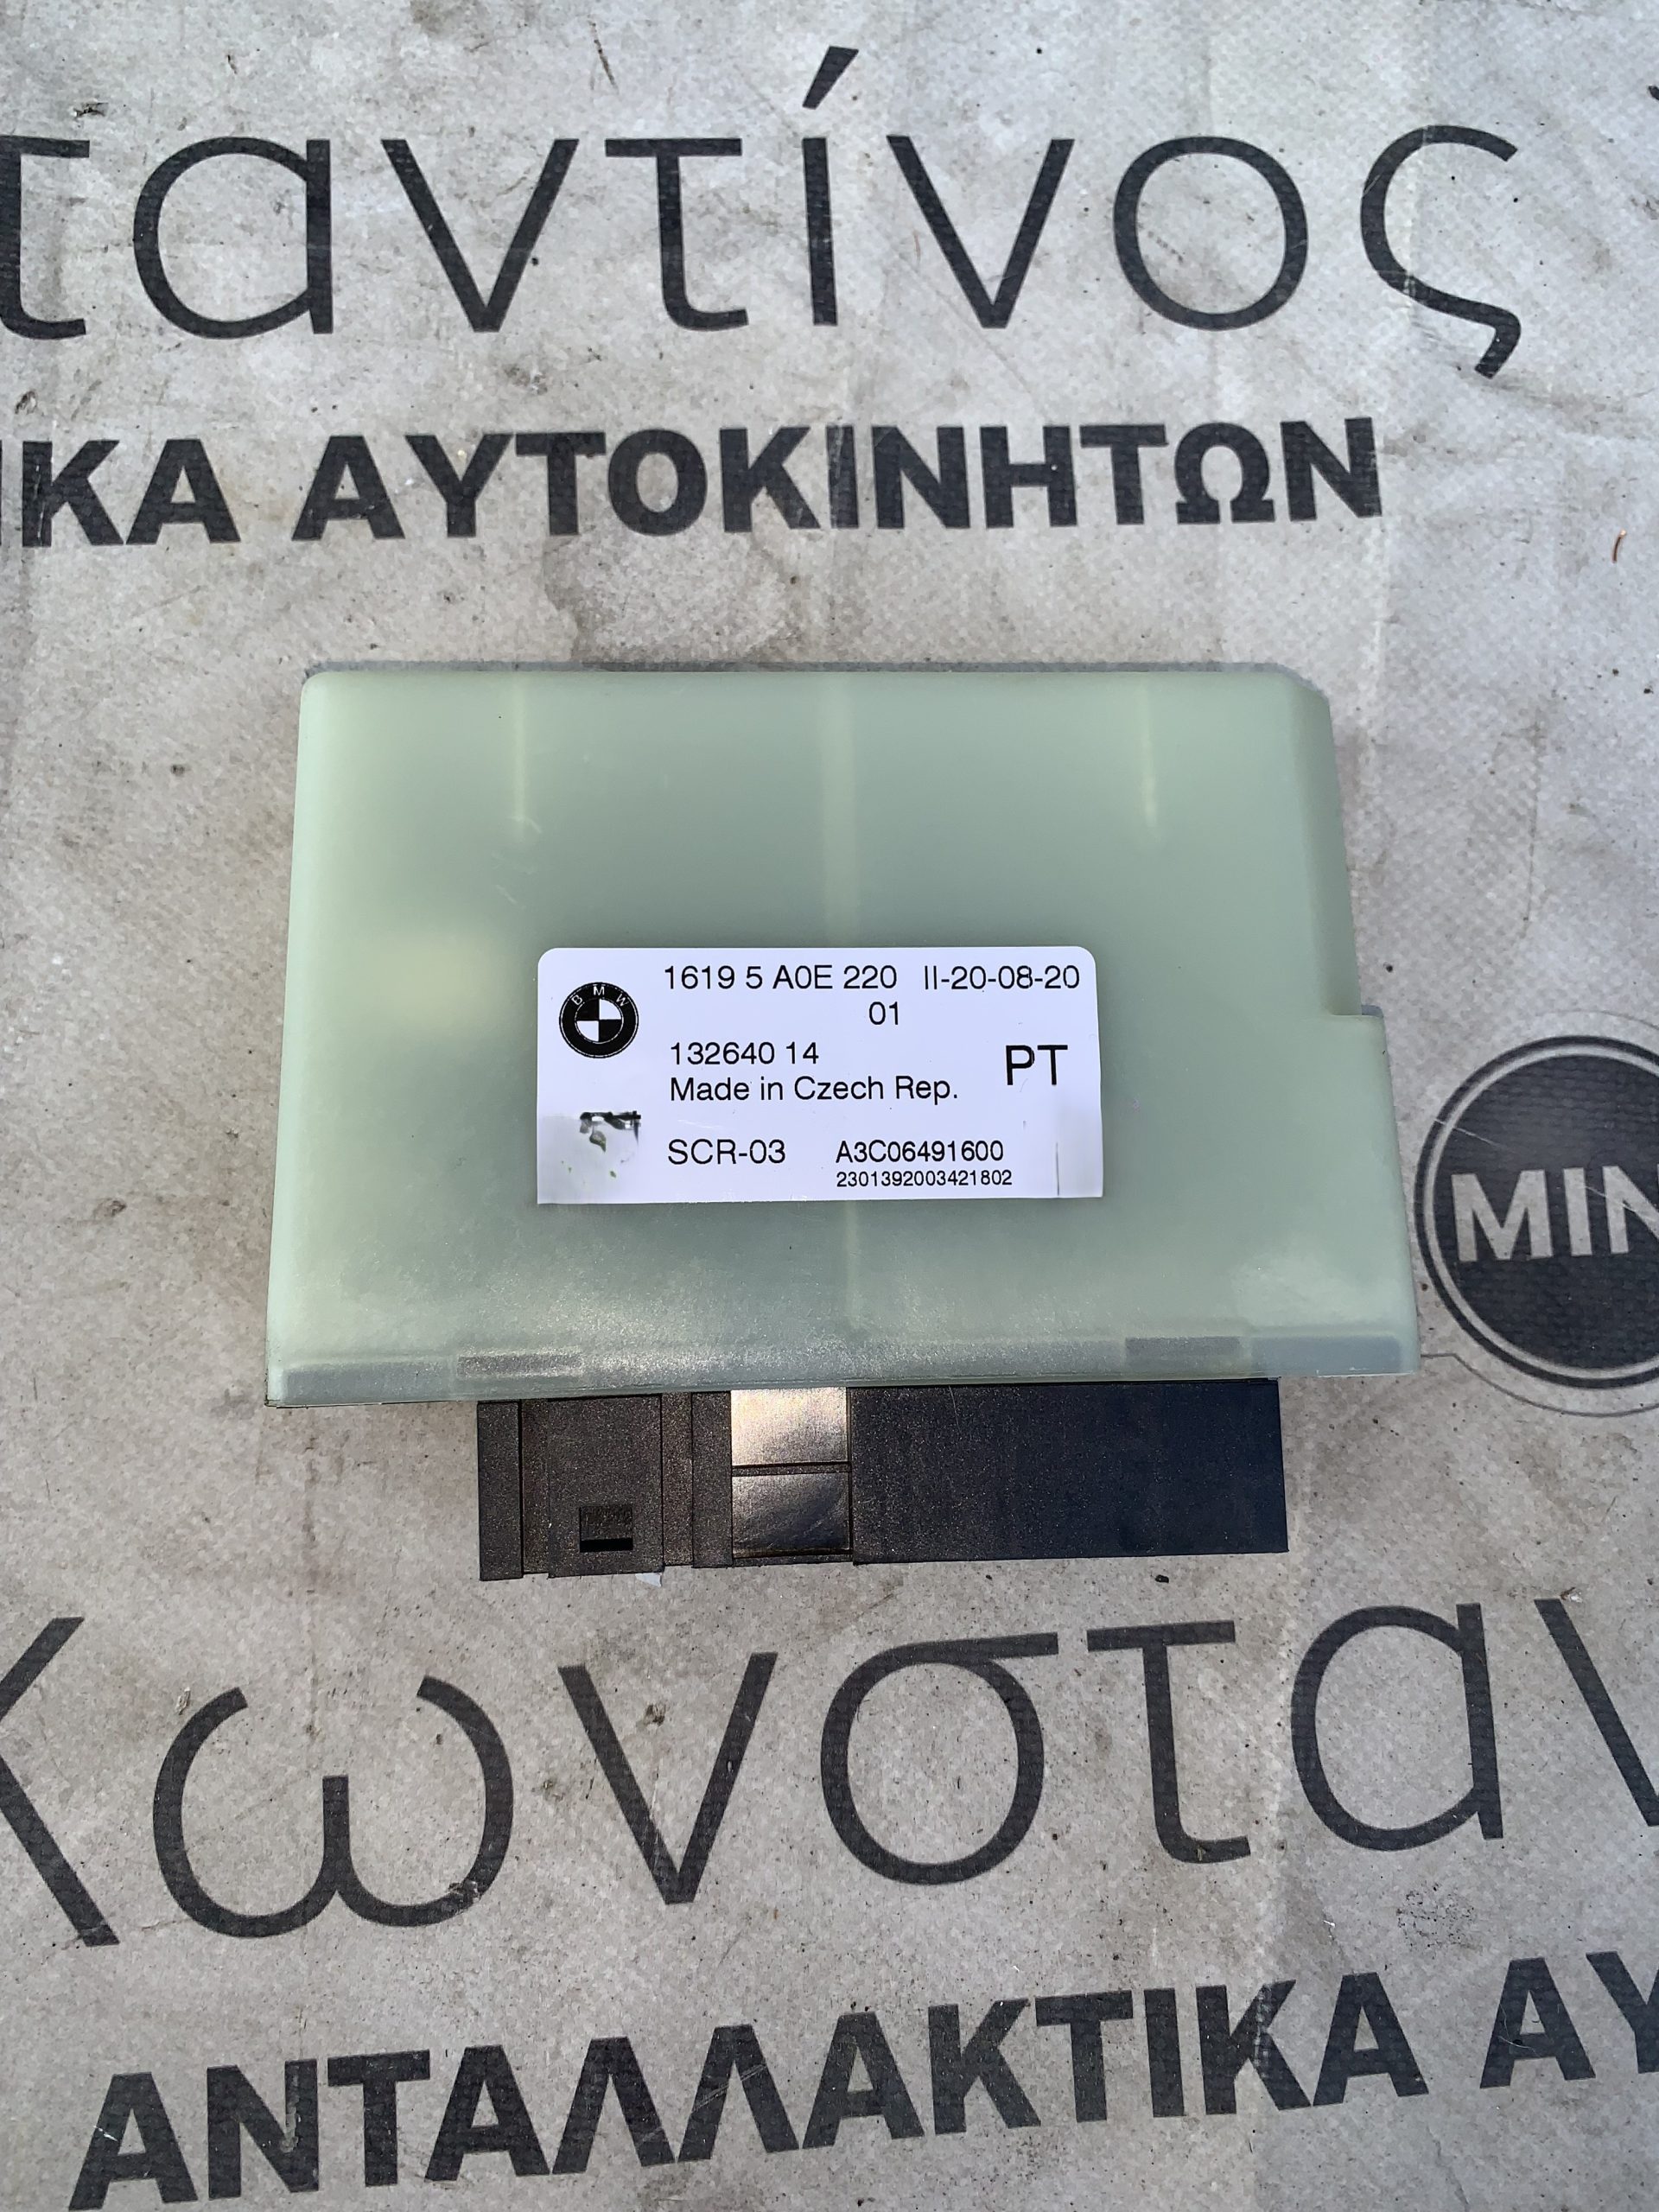 ταντίνος
ΙΚΑ ΑΥΤΟΚΙΝΗΤΩΝ
BMW
1619 5 A0E 220 II-20-08-20
01
132640 14
PT
Made in Czech Rep.
SCR-03 A3C06491600
2301392003421802
MIN
Κωνσταν
ΑΝΤΑΛΛΑΚΤΙΚΑ ΑΥ